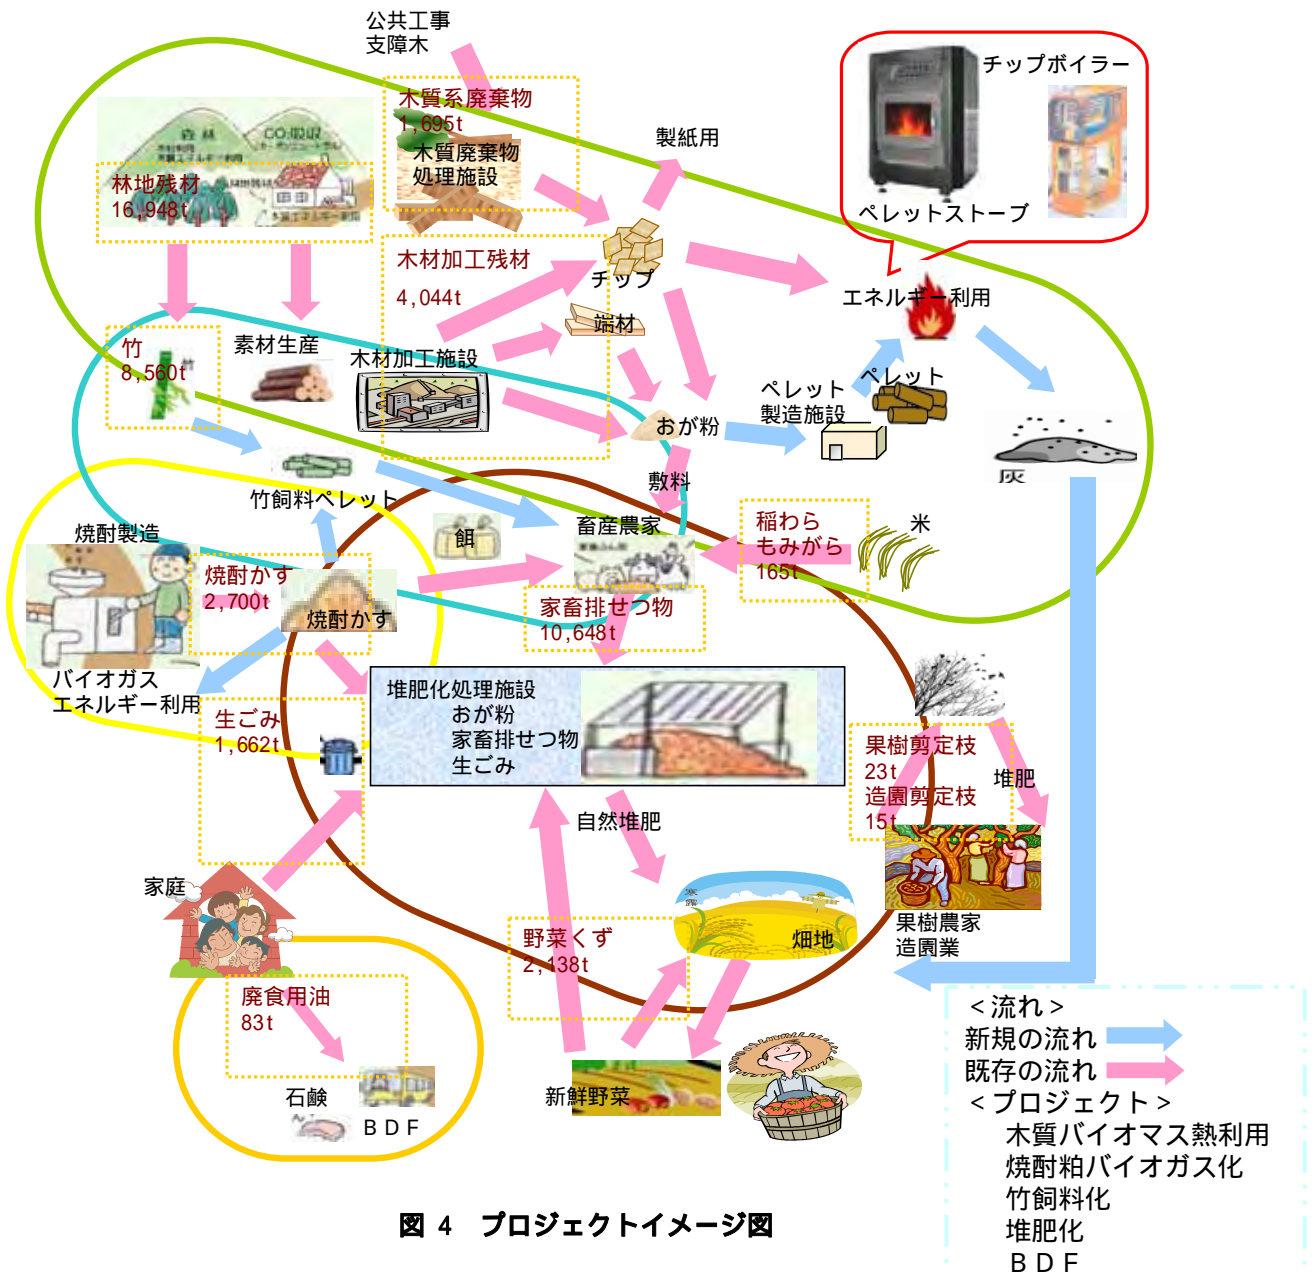 公共工事
支障木
木質系廃棄物
1,695t
木質廃棄物
処理施設
製紙用
チップボイラー
ペレットストーブ
森林
CO₂吸収
林地残材
16,948t
木材加工残材
4,044t
チップ
端材
エネルギー利用
竹
8,560t
竹
素材生産
木材加工施設
おが粉
ペレット
製造施設
ペレット
灰
敷料
竹飼料ペレット
焼酎製造
餌
畜産農家
稲わら
もみがら
165t
米
焼酎かす
2,700t
焼酎かす
家畜排せつ物
10,648t
バイオガス
エネルギー利用
生ごみ
1,662t
堆肥化処理施設
おが粉
家畜排せつ物
生ごみ
果樹剪定枝
23t
造園剪定枝
15t
堆肥
自然堆肥
家庭
野菜くず
2,138t
畑地
果樹農家
造園業
廃食用油
83t
石鹸
ＢＤＦ
新鮮野菜
＜流れ＞
新規の流れ
既存の流れ
＜プロジェクト＞
木質バイオマス熱利用
焼酎粕バイオガス化
竹飼料化
堆肥化
ＢＤＦ
図 4 プロジェクトイメージ図